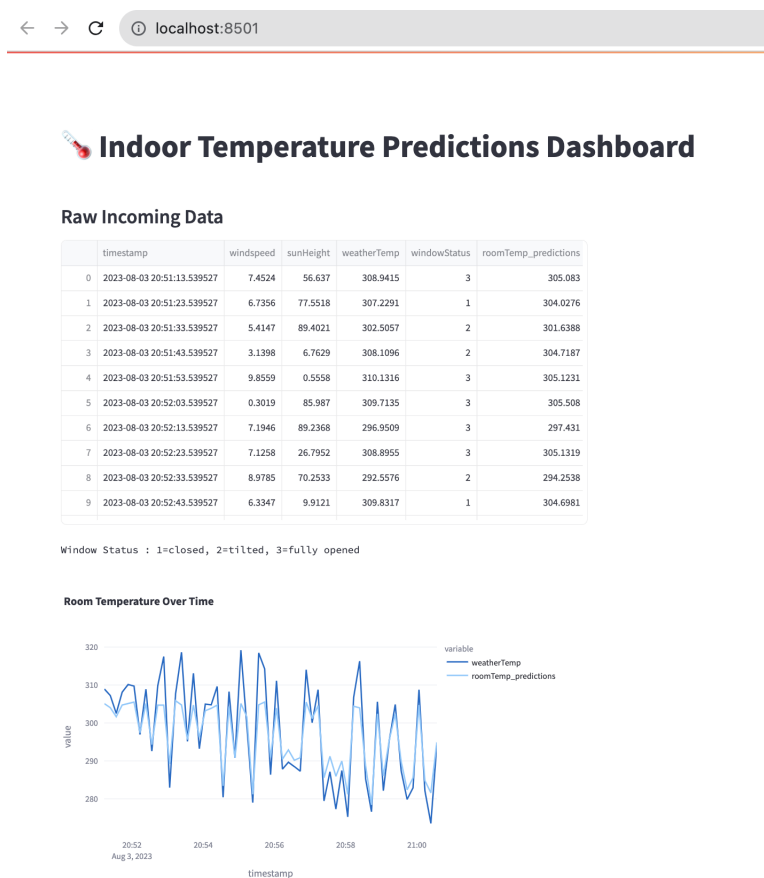 localhost:8501
Indoor Temperature Predictions Dashboard
Raw Incoming Data
timestamp windspeed sunHeight weatherTemp windowStatus roomTemp_predictions
0 2023-08-03 20:51:13.539527 7.4524 56.637 308.9415 3 305.083
1 2023-08-03 20:51:23.539527 6.7356 77.5518 307.2291 1 304.0276
2 2023-08-03 20:51:33.539527 5.4147 89.4021 302.5057 2 301.6388
3 2023-08-03 20:51:43.539527 3.1398 6.7629 308.1096 2 304.7187
4 2023-08-03 20:51:53.539527 9.8559 0.5558 310.1316 3 305.1231
5 2023-08-03 20:52:03.539527 0.3019 85.987 309.7135 3 305.508
6 2023-08-03 20:52:13.539527 7.1946 89.2368 296.9509 3 297.431
7 2023-08-03 20:52:23.539527 7.1258 26.7952 308.8955 3 305.1319
8 2023-08-03 20:52:33.539527 8.9785 70.2533 292.5576 2 294.2538
9 2023-08-03 20:52:43.539527 6.3347 9.9121 309.8317 1 304.6981
Window Status : 1=closed, 2=tilted, 3=fully opened
Room Temperature Over Time
320
310
300
290
280
value
variable
weatherTemp
roomTemp_predictions
20:52 20:54 20:56 20:58 21:00
Aug 3, 2023
timestamp